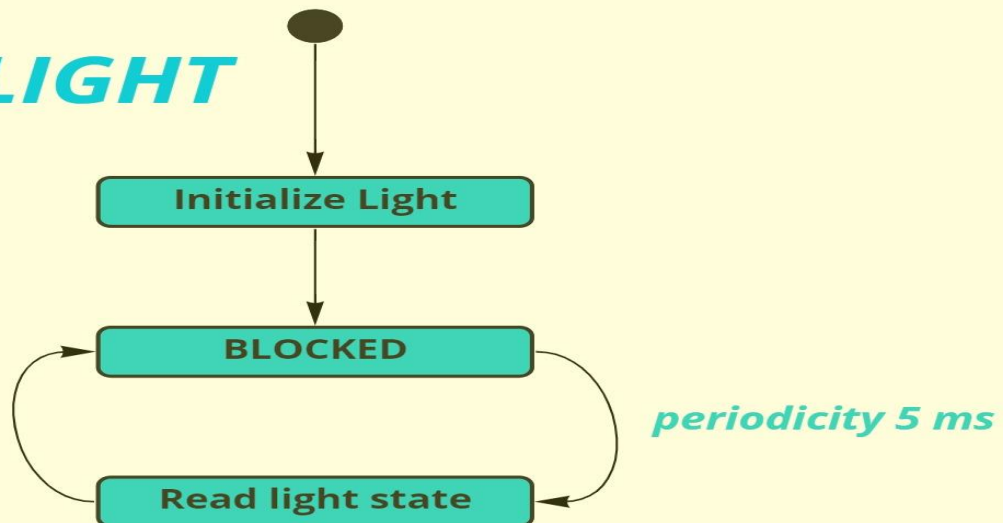 LIGHT
Initialize Light
BLOCKED
periodicity 5 ms
Read light state